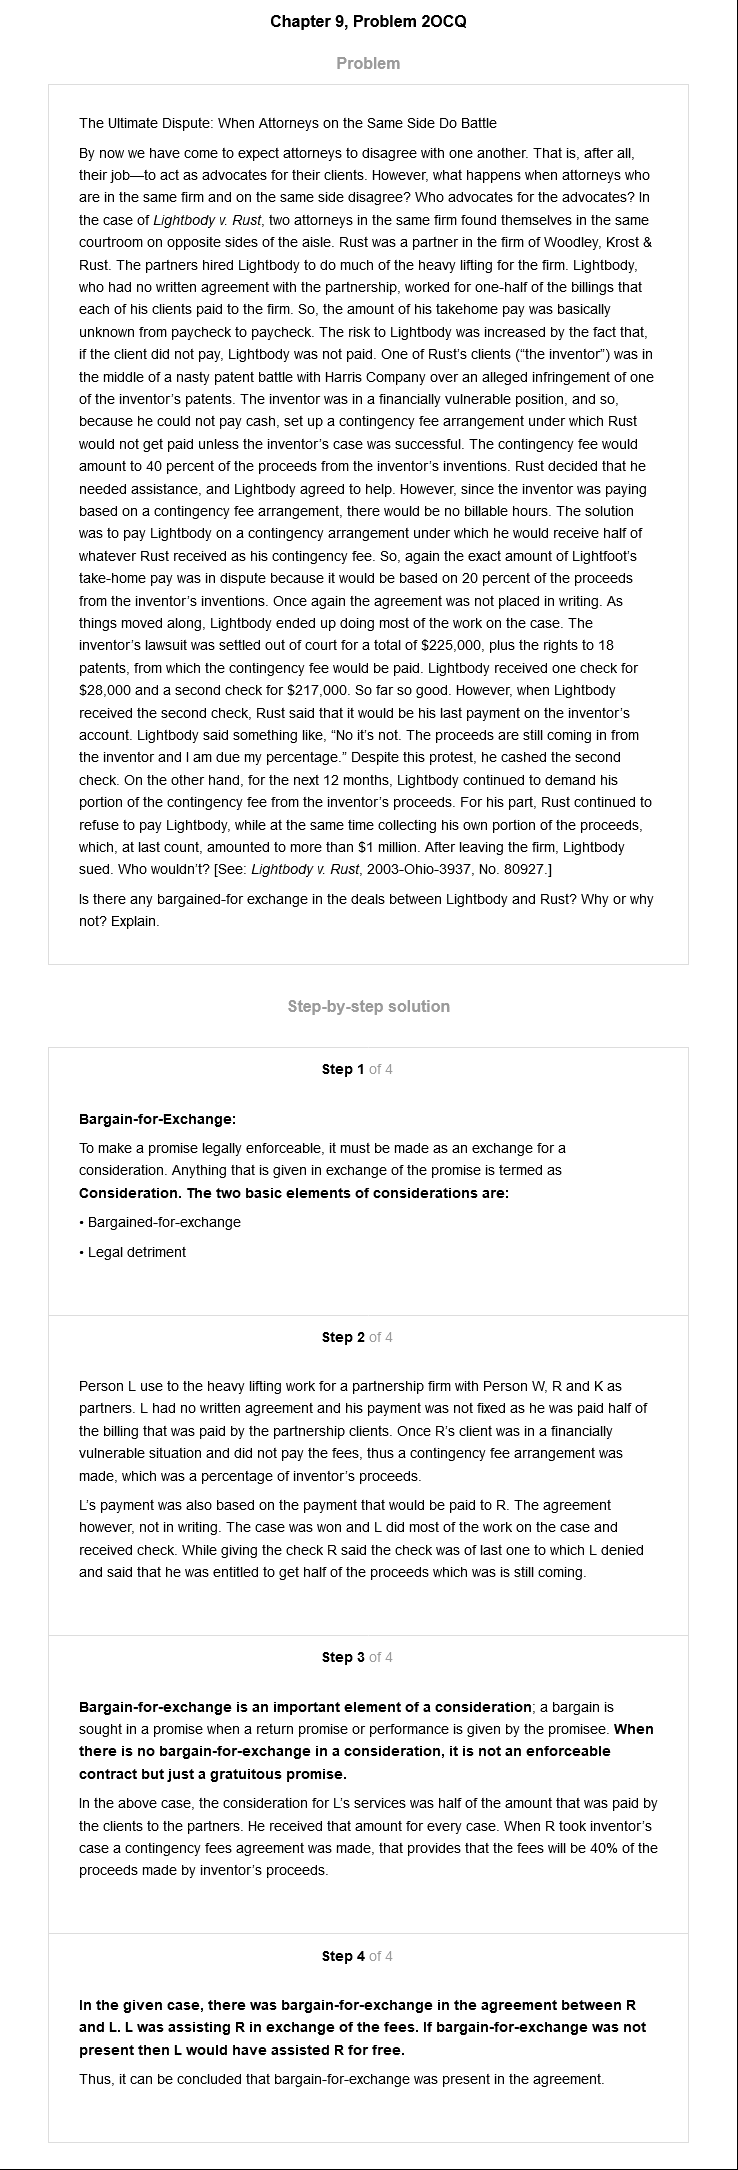 Chapter 9, Problem 2OCQ
Problem
The Ultimate Dispute: When Attorneys on the Same Side Do Battle
By now we have come to expect attorneys to disagree with one another. That is, after all,
their job—to act as advocates for their clients. However, what happens when attorneys who
are in the same firm and on the same side disagree? Who advocates for the advocates? In
the case of Lightbody v. Rust, two attorneys in the same firm found themselves in the same
courtroom on opposite sides of the aisle. Rust was a partner in the firm of Woodley, Krost &
Rust. The partners hired Lightbody to do much of the heavy lifting for the firm. Lightbody,
who had no written agreement with the partnership, worked for one-half of the billings that
each of his clients paid to the firm. So, the amount of his takehome pay was basically
unknown from paycheck to paycheck. The risk to Lightbody was increased by the fact that,
if the client did not pay, Lightbody was not paid. One of Rust's clients (“the inventor”) was in
the middle of a nasty patent battle with Harris Company over an alleged infringement of one
of the inventor's patents. The inventor was in a financially vulnerable position, and so,
because he could not pay cash, set up a contingency fee arrangement under which Rust
would not get paid unless the inventor's case was successful. The contingency fee would
amount to 40 percent of the proceeds from the inventor's inventions. Rust decided that he
needed assistance, and Lightbody agreed to help. However, since the inventor was paying
based on a contingency fee arrangement, there would be no billable hours. The solution
was to pay Lightbody on a contingency arrangement under which he would receive half of
whatever Rust received as his contingency fee. So, again the exact amount of Lightfoot's
take-home pay was in dispute because it would be based on 20 percent of the proceeds
from the inventor's inventions. Once again the agreement was not placed in writing. As
things moved along, Lightbody ended up doing most of the work on the case. The
inventor's lawsuit was settled out of court for a total of $225,000, plus the rights to 18
patents, from which the contingency fee would be paid. Lightbody received one check for
$28,000 and a second check for $217,000. So far so good. However, when Lightbody
received the second check, Rust said that it would be his last payment on the inventor's
account. Lightbody said something like, “No it's not. The proceeds are still coming in from
the inventor and I am due my percentage.” Despite this protest, he cashed the second
check. On the other hand, for the next 12 months, Lightbody continued to demand his
portion of the contingency fee from the inventor's proceeds. For his part, Rust continued to
refuse to pay Lightbody, while at the same time collecting his own portion of the proceeds,
which, at last count, amounted to more than $1 million. After leaving the firm, Lightbody
sued. Who wouldn't? [See: Lightbody v. Rust, 2003-Ohio-3937, No. 80927.]
Is there any bargained-for exchange in the deals between Lightbody and Rust? Why or why
not? Explain.
Step-by-step solution
Step 1 of 4
Bargain-for-Exchange:
To make a promise legally enforceable, it must be made as an exchange for a
consideration. Anything that is given in exchange of the promise is termed as
Consideration. The two basic elements of considerations are:
• Bargained-for-exchange
• Legal detriment
Step 2 of 4
Person L use to the heavy lifting work for a partnership firm with Person W, R and K as
partners. L had no written agreement and his payment was not fixed as he was paid half of
the billing that was paid by the partnership clients. Once R's client was in a financially
vulnerable situation and did not pay the fees, thus a contingency fee arrangement was
made, which was a percentage of inventor's proceeds.
L's payment was also based on the payment that would be paid to R. The agreement
however, not in writing. The case was won and L did most of the work on the case and
received check. While giving the check R said the check was of last one to which L denied
and said that he was entitled to get half of the proceeds which was is still coming.
Step 3 of 4
Bargain-for-exchange is an important element of a consideration; a bargain is
sought in a promise when a return promise or performance is given by the promisee. When
there is no bargain-for-exchange in a consideration, it is not an enforceable
contract but just a gratuitous promise.
In the above case, the consideration for L's services was half of the amount that was paid by
the clients to the partners. He received that amount for every case. When R took inventor's
case a contingency fees agreement was made, that provides that the fees will be 40% of the
proceeds made by inventor's proceeds.
Step 4 of 4
In the given case, there was bargain-for-exchange in the agreement between R
and L. L was assisting R in exchange of the fees. If bargain-for-exchange was not
present then L would have assisted R for free.
Thus, it can be concluded that bargain-for-exchange was present in the agreement.